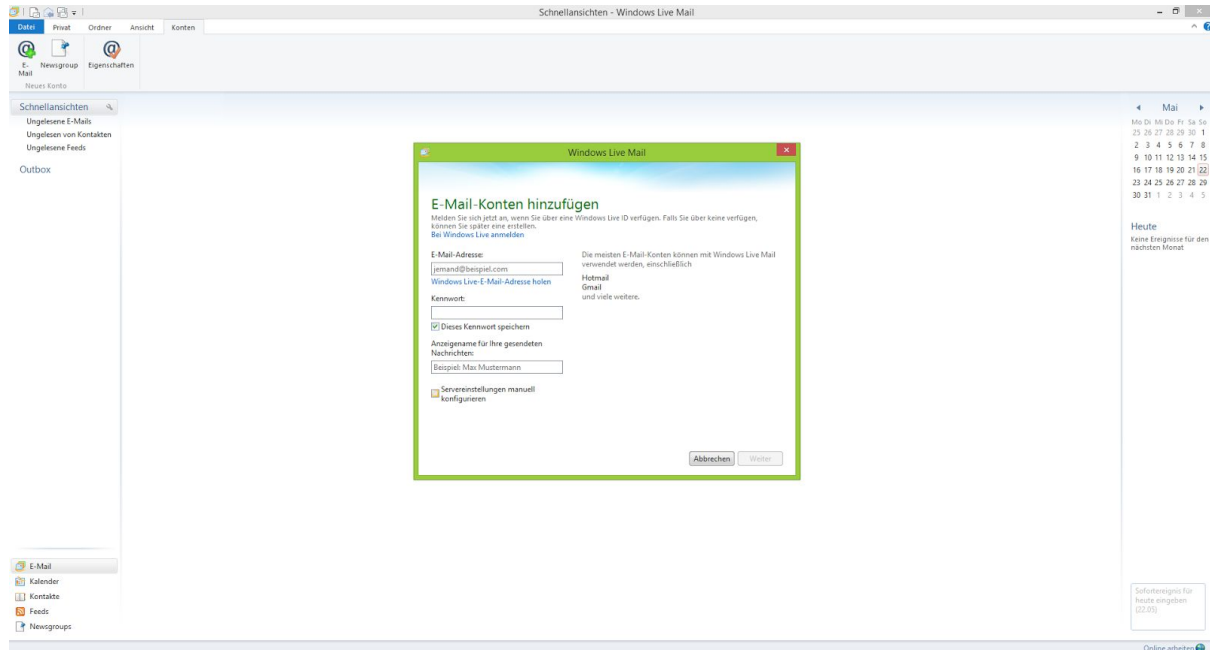 Schnellansichten - Windows Live Mail
Datei Privat Ordner Ansicht Konten
E-Mail Newsgroup Eigenschaften
Neues Konto
Schnellansichten
Ungelesene E-Mails
Ungelesen von Kontakten
Ungelesene Feeds
Outbox
Windows Live Mail
E-Mail-Konten hinzufügen
Melden Sie sich jetzt an, wenn Sie über eine Windows Live ID verfügen. Falls Sie über keine verfügen,
können Sie später eine erstellen.
Bei Windows Live anmelden
E-Mail-Adresse:
jemand@beispiel.com
Windows Live-E-Mail-Adresse holen
Kennwort:
Dieses Kennwort speichern
Anzeigename für Ihre gesendeten
Nachrichten:
Beispiel: Max Mustermann
Servereinstellungen manuell
konfigurieren
Die meisten E-Mail-Konten können mit Windows Live Mail
verwendet werden, einschließlich
Hotmail
Gmail
und viele weitere.
Abbrechen Weiter
Mai
Mo Di Mi Do Fr Sa So
25 26 27 28 29 30 1
2 3 4 5 6 7 8
9 10 11 12 13 14 15
16 17 18 19 20 21 22
23 24 25 26 27 28 29
30 31 1 2 3 4 5
Heute
Keine Ereignisse für den
nächsten Monat
Sofortereignis für
heute eingeben
(22.05)
E-Mail
Kalender
Kontakte
Feeds
Newsgroups
Online arbeiten